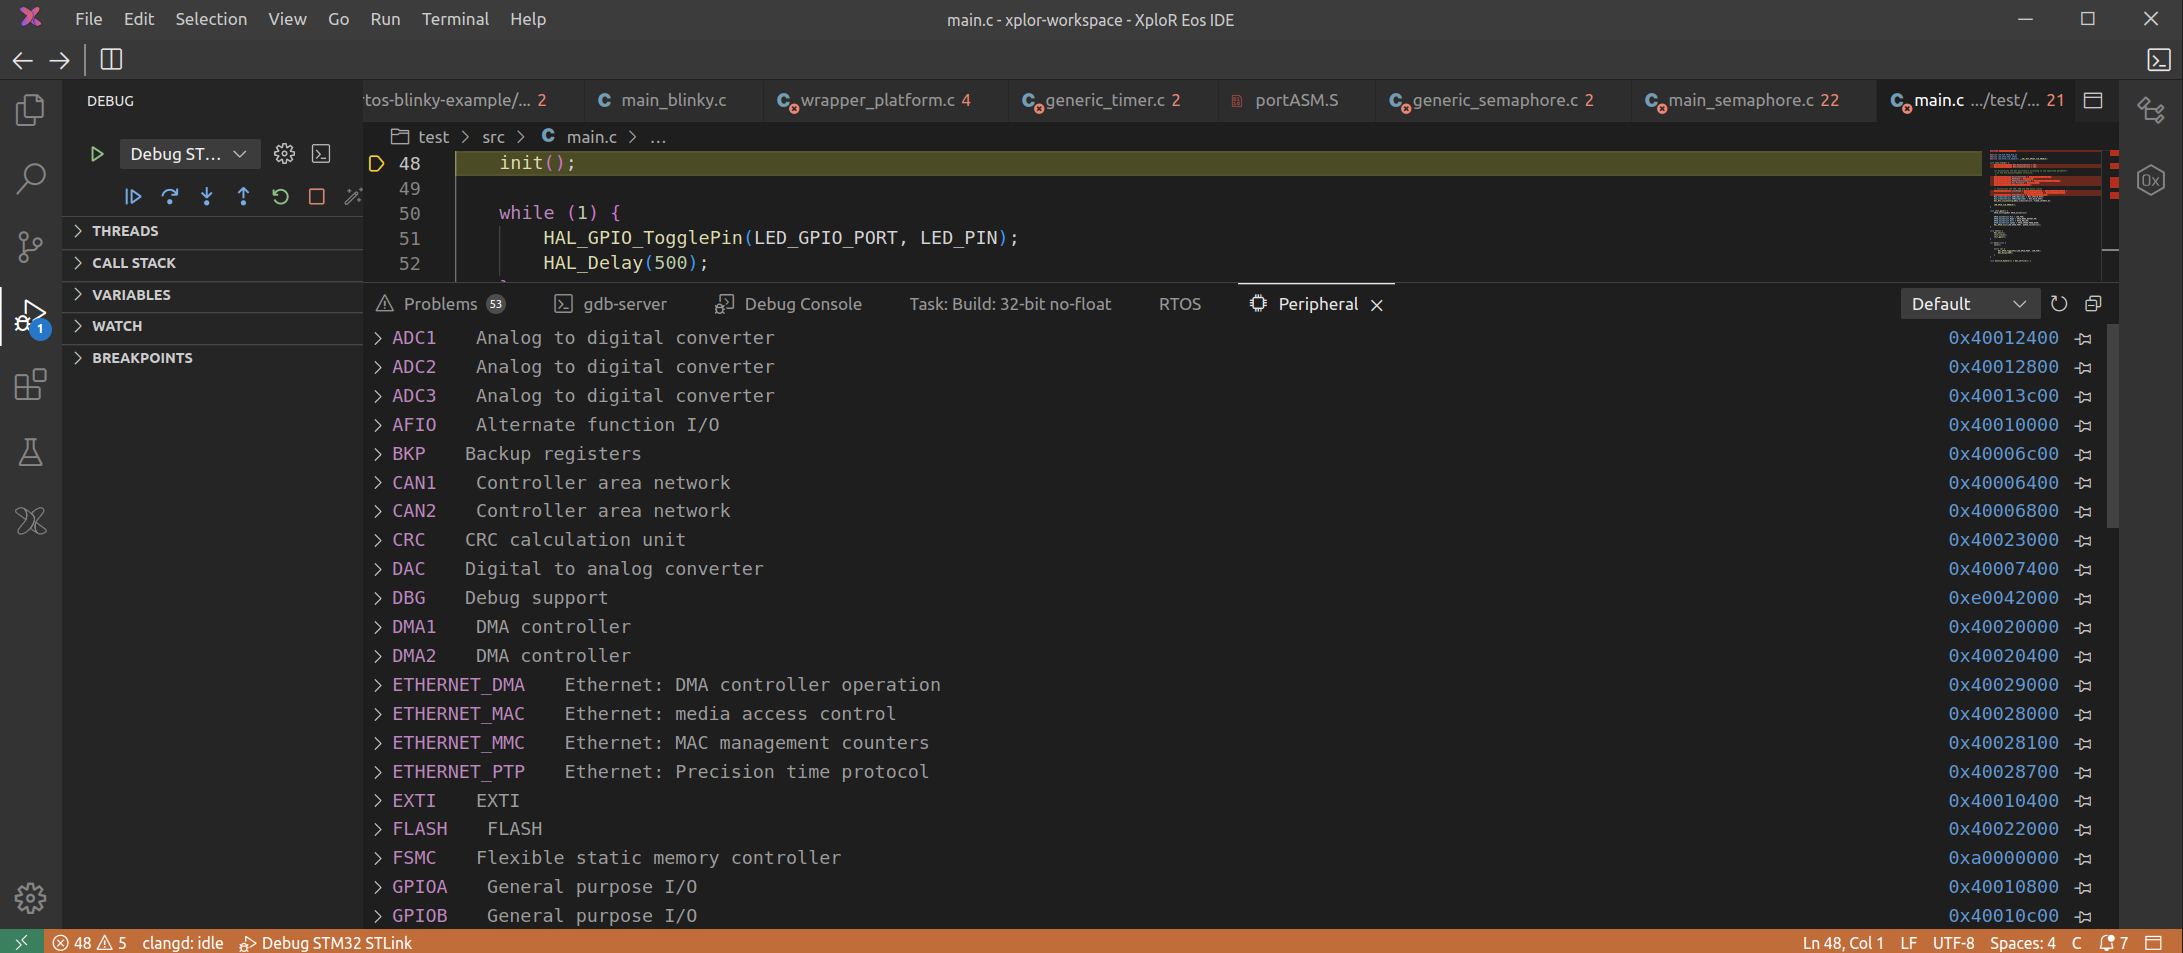 File Edit Selection View Go Run Terminal Help
main.c - xplor-workspace - XploR Eos IDE
DEBUG
Debug ST...
THREADS
CALL STACK
VARIABLES
WATCH
BREAKPOINTS
1
rtos-blinky-example/... 2
C main_blinky.c
C wrapper_platform.c 4
C generic_timer.c 2
portASM.S
C generic_semaphore.c 2
C main_semaphore.c 22
C main.c .../test/... 21
test > src > C main.c > ...
48 init();
49
50 while (1) {
51 HAL_GPIO_TogglePin(LED_GPIO_PORT, LED_PIN);
52 HAL_Delay(500);
0x
Problems 53 gdb-server Debug Console Task: Build: 32-bit no-float RTOS Peripheral Default
ADC1 Analog to digital converter 0x40012400
ADC2 Analog to digital converter 0x40012800
ADC3 Analog to digital converter 0x40013c00
AFIO Alternate function I/O 0x40010000
BKP Backup registers 0x40006c00
CAN1 Controller area network 0x40006400
CAN2 Controller area network 0x40006800
CRC CRC calculation unit 0x40023000
DAC Digital to analog converter 0x40007400
DBG Debug support 0xe0042000
DMA1 DMA controller 0x40020000
DMA2 DMA controller 0x40020400
ETHERNET_DMA Ethernet: DMA controller operation 0x40029000
ETHERNET_MAC Ethernet: media access control 0x40028000
ETHERNET_MMC Ethernet: MAC management counters 0x40028100
ETHERNET_PTP Ethernet: Precision time protocol 0x40028700
EXTI EXTI 0x40010400
FLASH FLASH 0x40022000
FSMC Flexible static memory controller 0xa0000000
GPIOA General purpose I/O 0x40010800
GPIOB General purpose I/O 0x40010c00
48 5 clangd: idle Debug STM32 STLink
Ln 48, Col 1 LF UTF-8 Spaces: 4 C 7